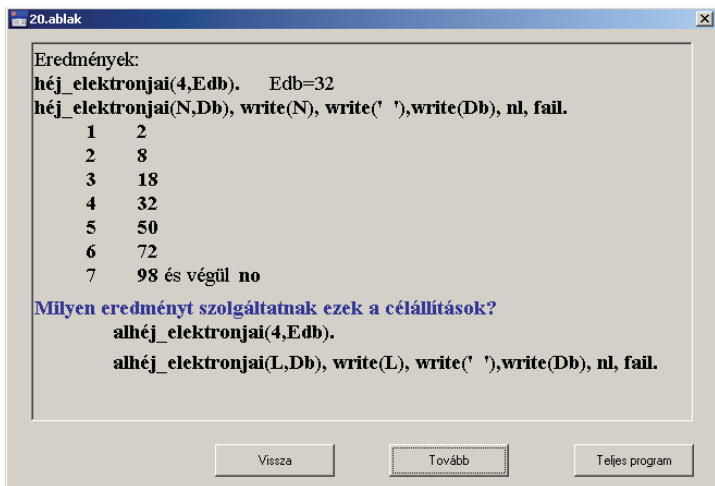 20.ablak
Eredmények:
héj_elektronjai(4,Edb). Edb=32
héj_elektronjai(N,Db), write(N), write(' '),write(Db), nl, fail.
1 2
2 8
3 18
4 32
5 50
6 72
7 98 és végül no
Milyen eredményt szolgáltatnak ezek a célállítások?
alhéj_elektronjai(4,Edb).
alhéj_elektronjai(L,Db), write(L), write(' '),write(Db), nl, fail.
Vissza Tovább Teljes program